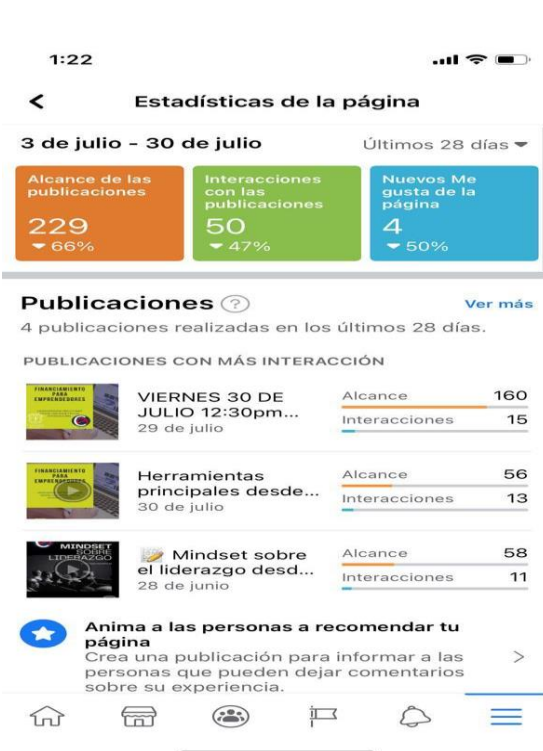 1:22
Estadísticas de la página
3 de julio - 30 de julio
Últimos 28 días
Alcance de las
publicaciones
229
66%
Interacciones
con las
publicaciones
50
47%
Nuevos Me
gusta de la
página
4
50%
Publicaciones
Ver más
4 publicaciones realizadas en los últimos 28 días.
PUBLICACIONES CON MÁS INTERACCIÓN
FINANCIAMIENTO
PARA
EMPRENDEDORES
VIERNES 30 DE
JULIO 12:30pm...
29 de julio
Alcance 160
Interacciones 15
FINANCIAMIENTO
PARA
EMPRENDEDORES
Herramientas
principales desde...
30 de julio
Alcance 56
Interacciones 13
MINDSET
SOBRE
LIDERAZGO
Mindset sobre
el liderazgo desd...
28 de junio
Alcance 58
Interacciones 11
Anima a las personas a recomendar tu
página
Crea una publicación para informar a las
personas que pueden dejar comentarios
sobre su experiencia.